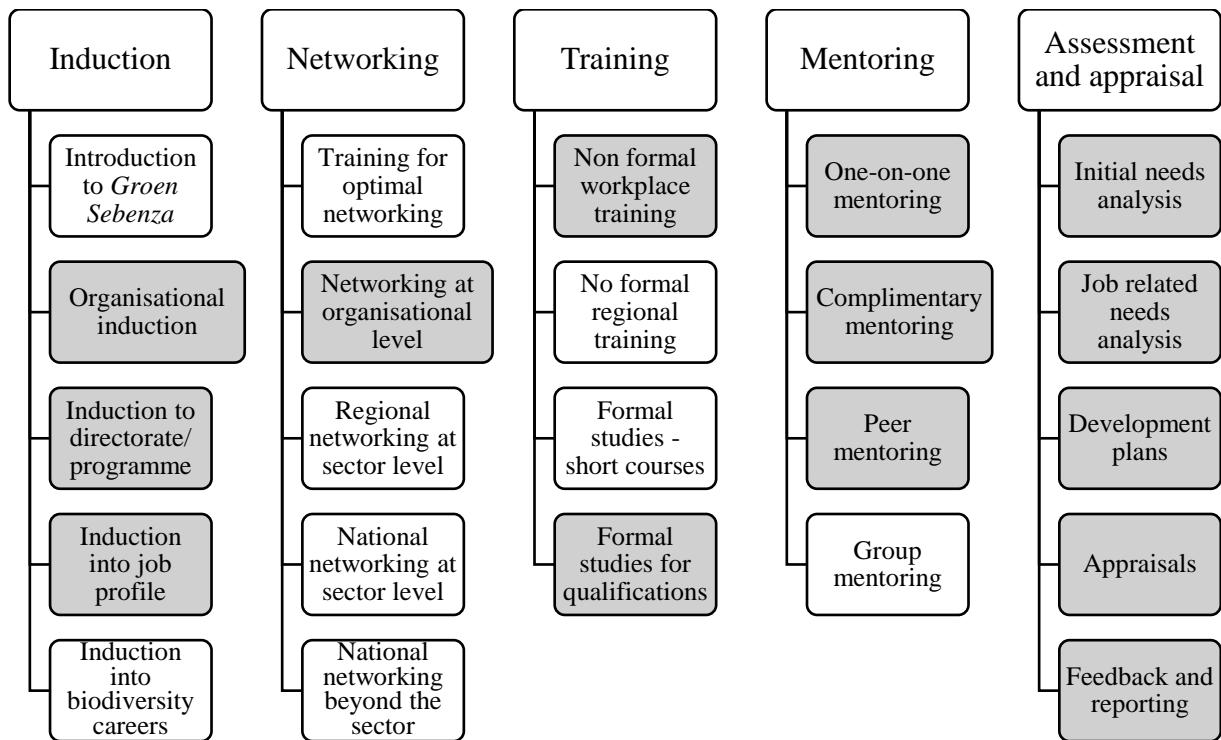 Induction
Introduction
to Groen
Sebenza
Organisational
induction
Induction to
directorate/
programme
Induction
into job
profile
Induction
into
biodiversity
careers
Networking
Training for
optimal
networking
Networking at
organisational
level
Regional
networking at
sector level
National
networking at
sector level
National
networking
beyond the
sector
Training
Non formal
workplace
training
No formal
regional
training
Formal
studies -
short courses
Formal
studies for
qualifications
Mentoring
One-on-one
mentoring
Complimentary
mentoring
Peer
mentoring
Group
mentoring
Assessment
and appraisal
Initial needs
analysis
Job related
needs
analysis
Development
plans
Appraisals
Feedback and
reporting